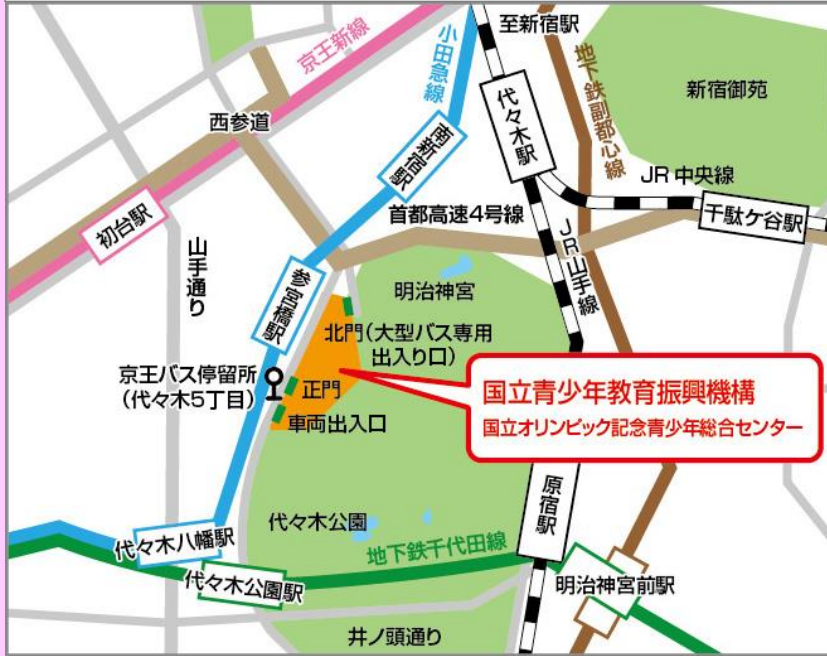 至新宿駅
京王新線
小田急線
地下鉄副都心線
新宿御苑
代々木駅
西参道
南新宿駅
JR中央線
首都高速4号線
千駄ケ谷駅
初台駅
山手通り
JR山手線
参宮橋駅
明治神宮
北門(大型バス専用
出入り口)
京王バス停留所
(代々木5丁目)
正門
車両出入口
国立青少年教育振興機構
国立オリンピック記念青少年総合センター
原宿駅
代々木公園
代々木八幡駅
地下鉄千代田線
代々木公園駅
明治神宮前駅
井ノ頭通り